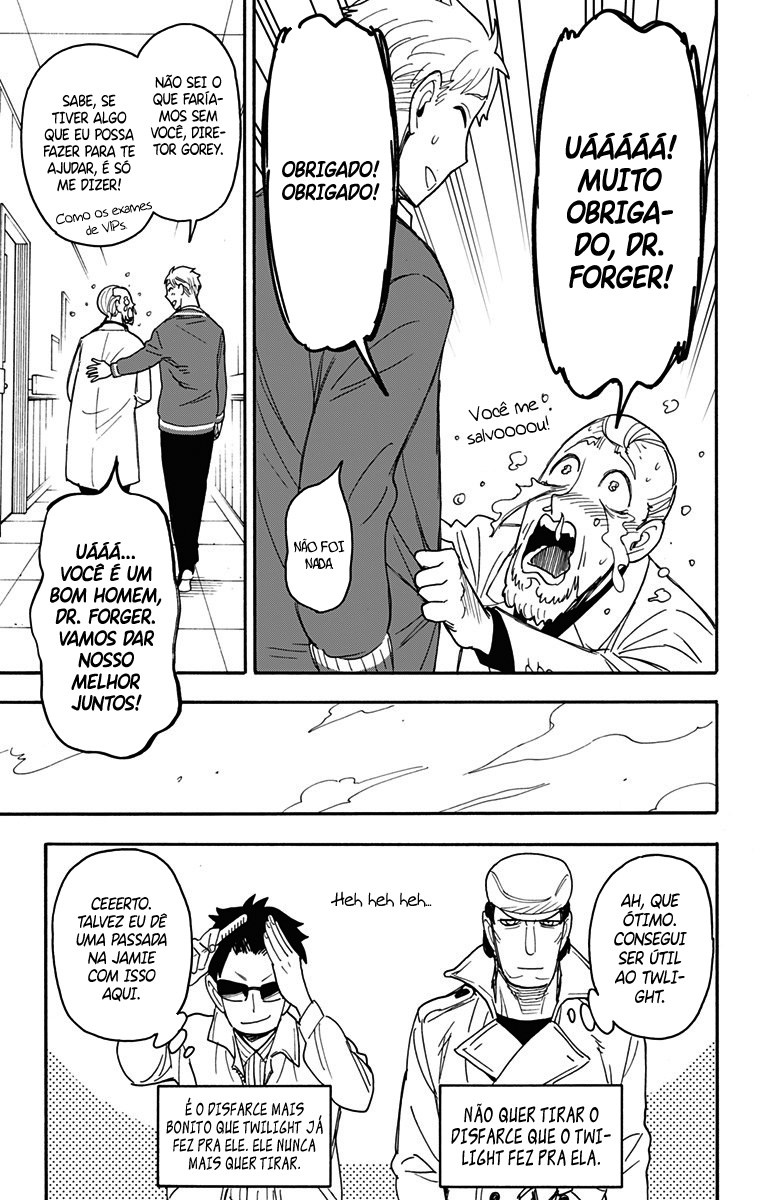 UÁÁÁÁÁ!
MUITO
OBRIGA-
DO, DR.
FORGER!
OBRIGADO!
OBRIGADO!
Você me
salvooooou!
NÃO FOI
NADA
NÃO SEI O
QUE FARÍA-
MOS SEM
VOCÊ, DIRE-
TOR GOREY.
SABE, SE
TIVER ALGO
QUE EU POSSA
FAZER PARA TE
AJUDAR, É SÓ
ME DIZER!
Como os exames
de VIPs.
UÁÁÁ...
VOCÊ É UM
BOM HOMEM,
DR. FORGER.
VAMOS DAR
NOSSO
MELHOR
JUNTOS!
AH, QUE
ÓTIMO.
CONSEGUI
SER ÚTIL
AO TWLI-
GHT.
Heh heh heh...
CEEERTO.
TALVEZ EU DÊ
UMA PASSADA
NA JAMIE
COM ISSO
AQUI.
NÃO QUER TIRAR O
DISFARCE QUE O TWI-
LIGHT FEZ PRA ELA.
É O DISFARCE MAIS
BONITO QUE TWILIGHT JÁ
FEZ PRA ELE. ELE NUNCA
MAIS QUER TIRAR.